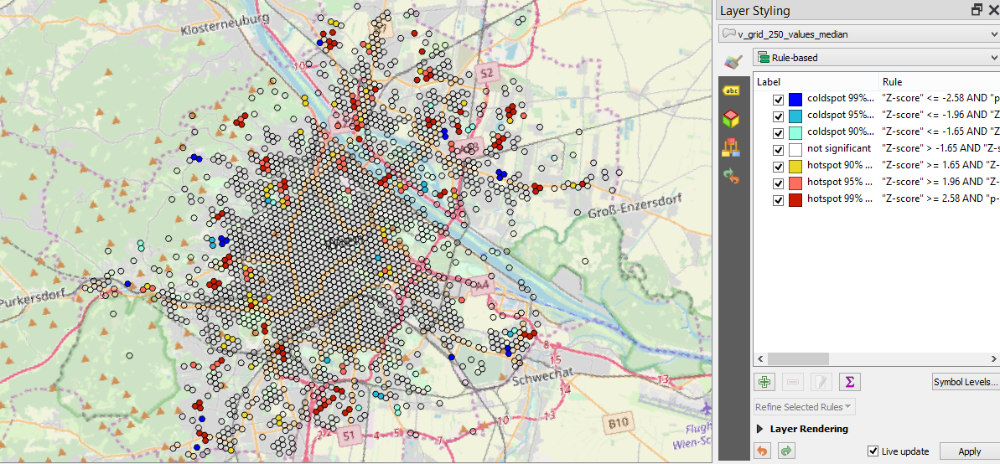 Klosterneuburg
10
S2
Groß-Enzersdorf
Purkersdorf
A4
8
15
Schwechat
13
14
10
13
S1
4
5
7
B10
Flugh
Wien-Sc
Layer Styling
v_grid_250_values_median
Rule-based
abc
Label Rule
coldspot 99%... "Z-score" <= -2.58 AND "p
coldspot 95%... "Z-score" <= -1.96 AND "Z
coldspot 90%... "Z-score" <= -1.65 AND "Z
not significant "Z-score" > -1.65 AND "Z-s
hotspot 90% ... "Z-score" >= 1.65 AND "Z-
hotspot 95% ... "Z-score" >= 1.96 AND "Z-
hotspot 99% ... "Z-score" >= 2.58 AND "p-
Σ
Symbol Levels...
Refine Selected Rules
Layer Rendering
Live update
Apply